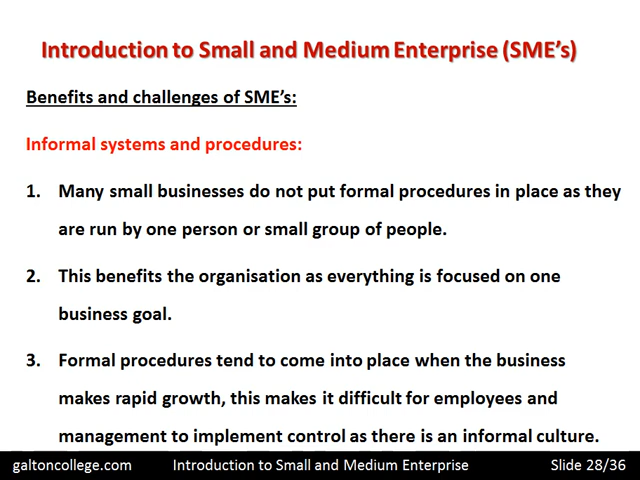 Introduction to Small and Medium Enterprise (SME’s)
Benefits and challenges of SME’s:
Informal systems and procedures:
1. Many small businesses do not put formal procedures in place as they
are run by one person or small group of people.
2. This benefits the organisation as everything is focused on one
business goal.
3. Formal procedures tend to come into place when the business
makes rapid growth, this makes it difficult for employees and
management to implement control as there is an informal culture.
galtoncollege.com Introduction to Small and Medium Enterprise Slide 28/36